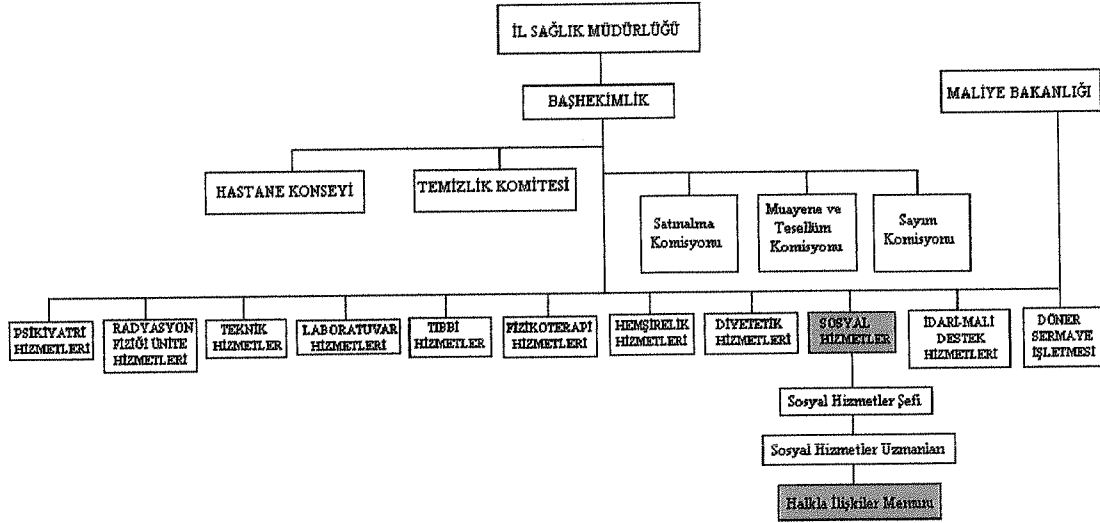 İL SAĞLIK MÜDÜRLÜĞÜ
BAŞHEKİMLİK
MALİYE BAKANLIĞI
HASTANE KONSEYİ
TEMİZLİK KOMİTESİ
Satınalma
Komisyonu
Muayene ve
Tesellüm
Komisyonu
Sayım
Komisyonu
PSİKİYATRİ
HİZMETLERİ
RADYASYON
FİZİĞİ ÜNİTE
HİZMETLERİ
TEKNİK
HİZMETLER
LABORATUVAR
HİZMETLERİ
TIBBİ
HİZMETLER
FİZİKOTERAPİ
HİZMETLERİ
HEMŞİRELİK
HİZMETLERİ
DİYETETİK
HİZMETLERİ
SOSYAL
HİZMETLER
İDARİ-MALİ
DESTEK
HİZMETLERİ
DÖNER
SERMAYE
İŞLETMESİ
Sosyal Hizmetler Şefi
Sosyal Hizmetler Uzmanları
Halkla İlişkiler Memuru